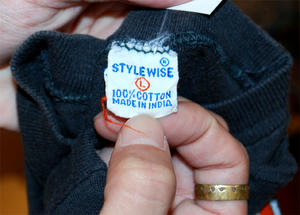 ®
STYLEWISE
L
100% COTTON
MADE IN INDIA